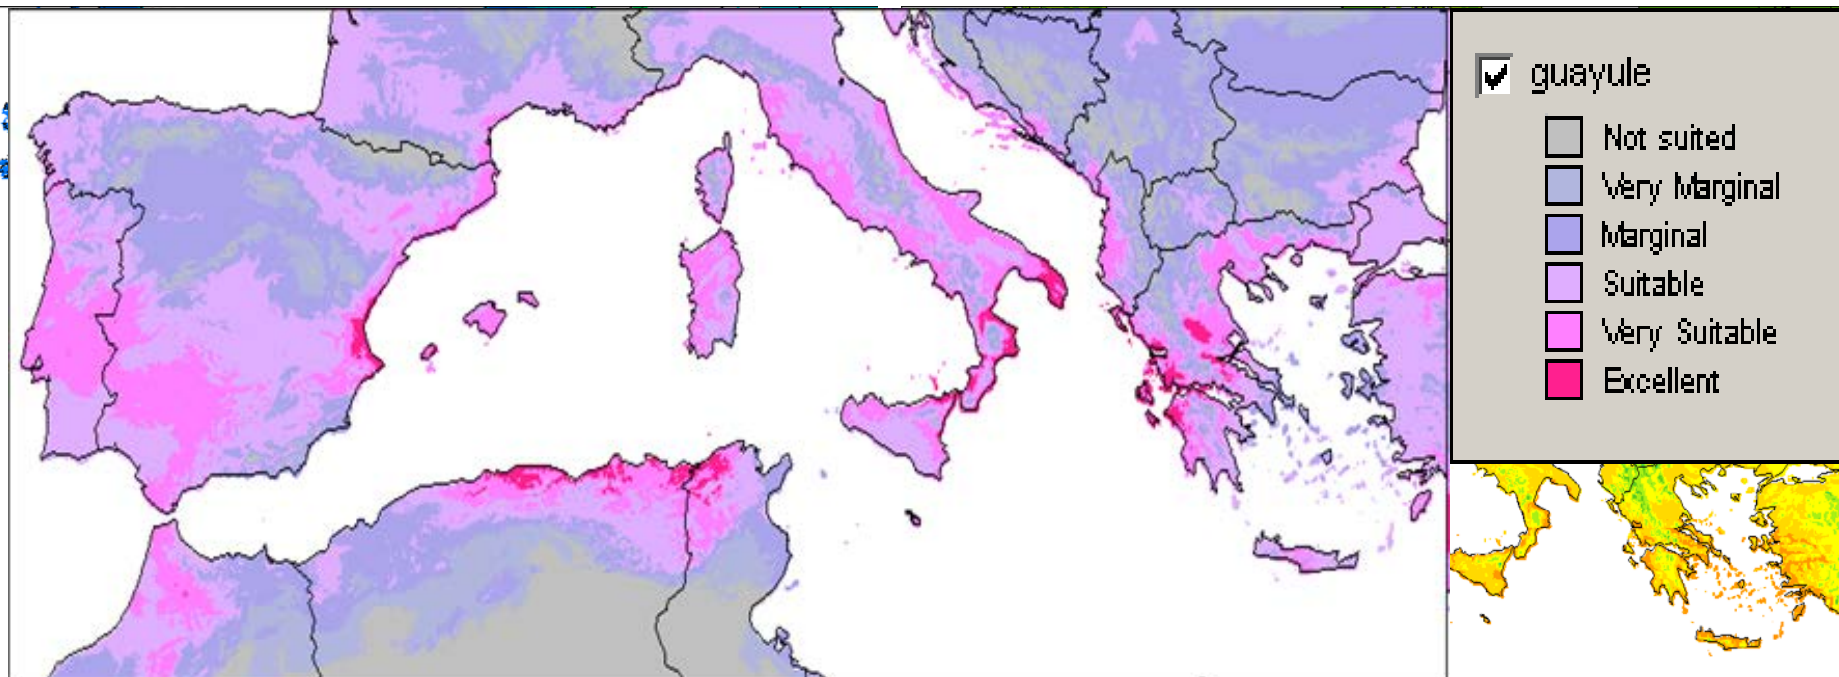 guayule
Not suited
Very Marginal
Marginal
Suitable
Very Suitable
Excellent